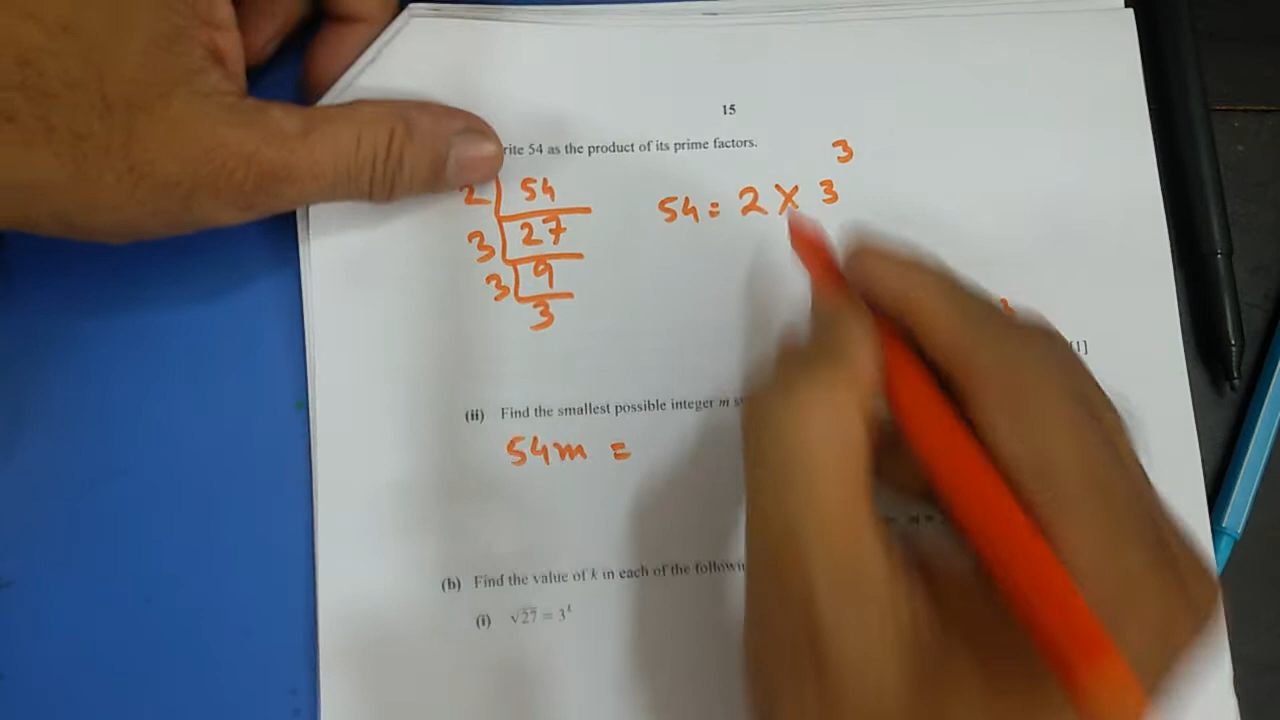 15
rite 54 as the product of its prime factors.
3
2 54
54 = 2 × 3
3 27
3 9
3
[1]
(ii) Find the smallest possible integer m
54m =
(b) Find the value of k in each of the
(i) √27 = 3ᵏ